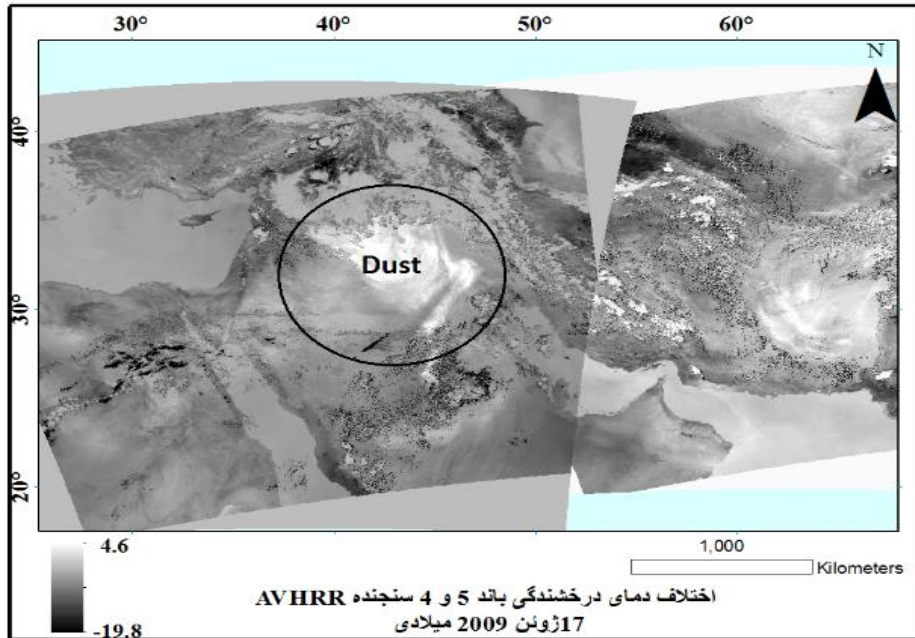 30° 40° 50° 60°
N
40°
Dust
30°
20°
4.6
1,000
Kilometers
-19.8
اختلاف دمای درخشندگی باند 5 و 4 سنجنده AVHRR
17ژوئن 2009 میلادی